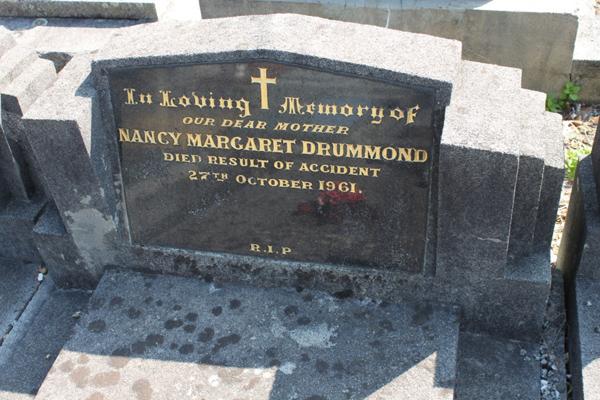 In Loving Memory of
OUR DEAR MOTHER
NANCY MARGARET DRUMMOND
DIED RESULT OF ACCIDENT
27TH OCTOBER 1961.
R.I.P